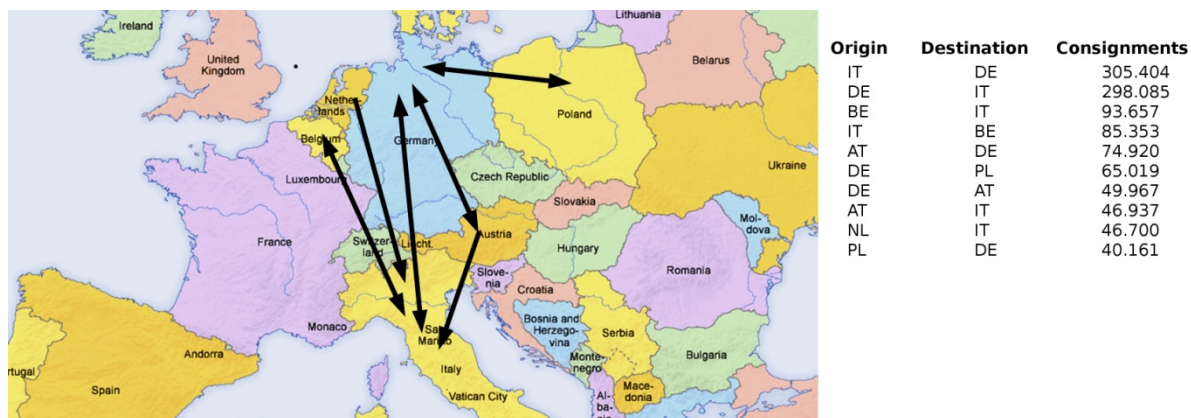 Ireland
United
Kingdom
Lithuania
Belarus
Nether-
lands
Poland
Belgium
Germany
Luxembourg
Czech Republic
Ukraine
Slovakia
France
Switzer-
land
Liecht.
Austria
Hungary
Mol-
dova
Slove-
nia
Romania
Croatia
Monaco
San
Marino
Bosnia and
Herzego-
vina
Serbia
Andorra
Italy
Monte-
negro
Bulgaria
rtugal
Spain
Vatican City
Al-
ba-
Mace-
donia
Origin Destination Consignments
IT DE 305.404
DE IT 298.085
BE IT 93.657
IT BE 85.353
AT DE 74.920
DE PL 65.019
DE AT 49.967
AT IT 46.937
NL IT 46.700
PL DE 40.161